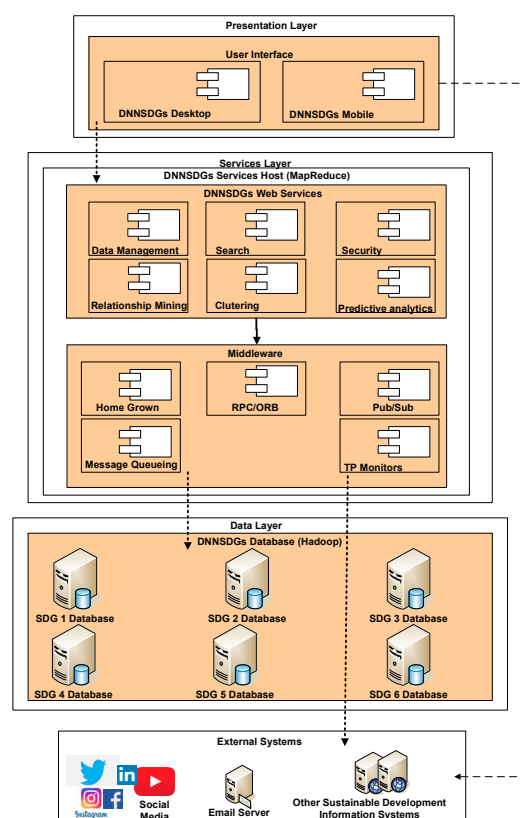 Presentation Layer
User Interface
DNNSDGs Desktop
DNNSDGs Mobile
Services Layer
DNNSDGs Services Host (MapReduce)
DNNSDGs Web Services
Data Management
Search
Security
Relationship Mining
Clutering
Predictive analytics
Middleware
Home Grown
RPC/ORB
Pub/Sub
Message Queueing
TP Monitors
Data Layer
DNNSDGs Database (Hadoop)
SDG 1 Database
SDG 2 Database
SDG 3 Database
SDG 4 Database
SDG 5 Database
SDG 6 Database
External Systems
in
Instagram
Social
Media
Email Server
Other Sustainable Development
Information Systems